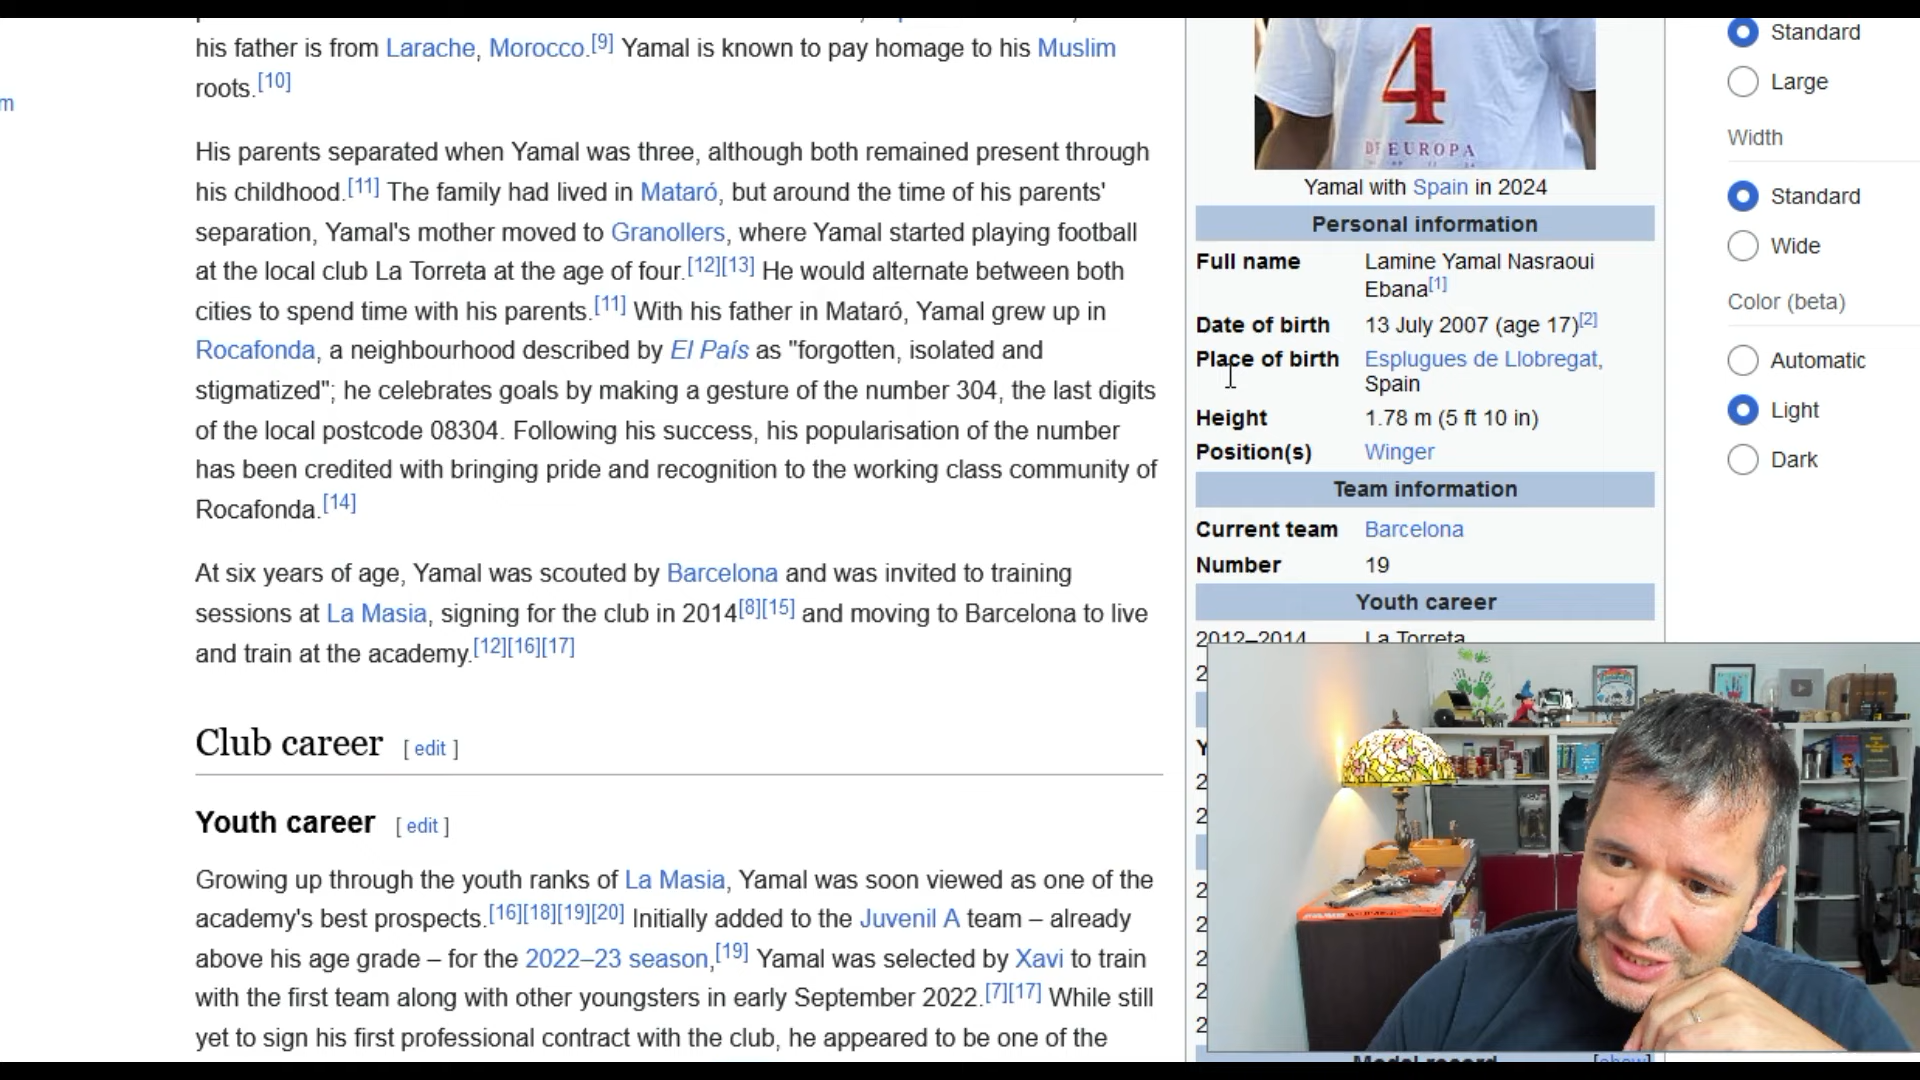 his father is from Larache, Morocco.[9] Yamal is known to pay homage to his Muslim
roots.[10]
m
His parents separated when Yamal was three, although both remained present through
his childhood.[11] The family had lived in Mataró, but around the time of his parents'
separation, Yamal's mother moved to Granollers, where Yamal started playing football
at the local club La Torreta at the age of four.[12][13] He would alternate between both
cities to spend time with his parents.[11] With his father in Mataró, Yamal grew up in
Rocafonda, a neighbourhood described by El País as "forgotten, isolated and
stigmatized"; he celebrates goals by making a gesture of the number 304, the last digits
of the local postcode 08304. Following his success, his popularisation of the number
has been credited with bringing pride and recognition to the working class community of
Rocafonda.[14]
At six years of age, Yamal was scouted by Barcelona and was invited to training
sessions at La Masia, signing for the club in 2014[8][15] and moving to Barcelona to live
and train at the academy.[12][16][17]
Club career [ edit ]
Youth career [ edit ]
Growing up through the youth ranks of La Masia, Yamal was soon viewed as one of the
academy's best prospects.[16][18][19][20] Initially added to the Juvenil A team – already
above his age grade – for the 2022–23 season,[19] Yamal was selected by Xavi to train
with the first team along with other youngsters in early September 2022.[7][17] While still
yet to sign his first professional contract with the club, he appeared to be one of the
4
DE EUROPA
Yamal with Spain in 2024
Personal information
Full name Lamine Yamal Nasraoui
Ebana[1]
Date of birth 13 July 2007 (age 17)[2]
Place of birth Esplugues de Llobregat,
Spain
Height 1.78 m (5 ft 10 in)
Position(s) Winger
Team information
Current team Barcelona
Number 19
Youth career
2012–2014 La Torreta
2
Y
2
2
2
2
2
2
2
Medal record [show]
Standard
Large
Width
Standard
Wide
Color (beta)
Automatic
Light
Dark